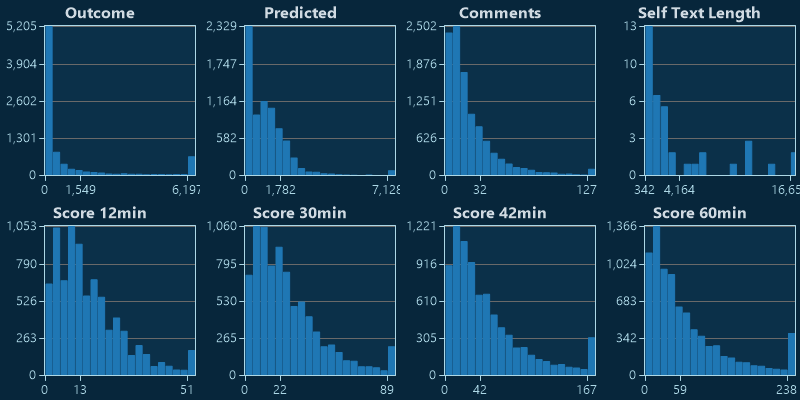 Outcome
5,205
3,904
2,602
1,301
0
0 1,549 6,197
Predicted
2,329
1,747
1,164
582
0
0 1,782 7,128
Comments
2,502
1,876
1,251
626
0
0 32 127
Self Text Length
13
10
6
3
0
342 4,164 16,65
Score 12min
1,053
790
526
263
0
0 13 51
Score 30min
1,060
795
530
265
0
0 22 89
Score 42min
1,221
916
610
305
0
0 42 167
Score 60min
1,366
1,024
683
342
0
0 59 238